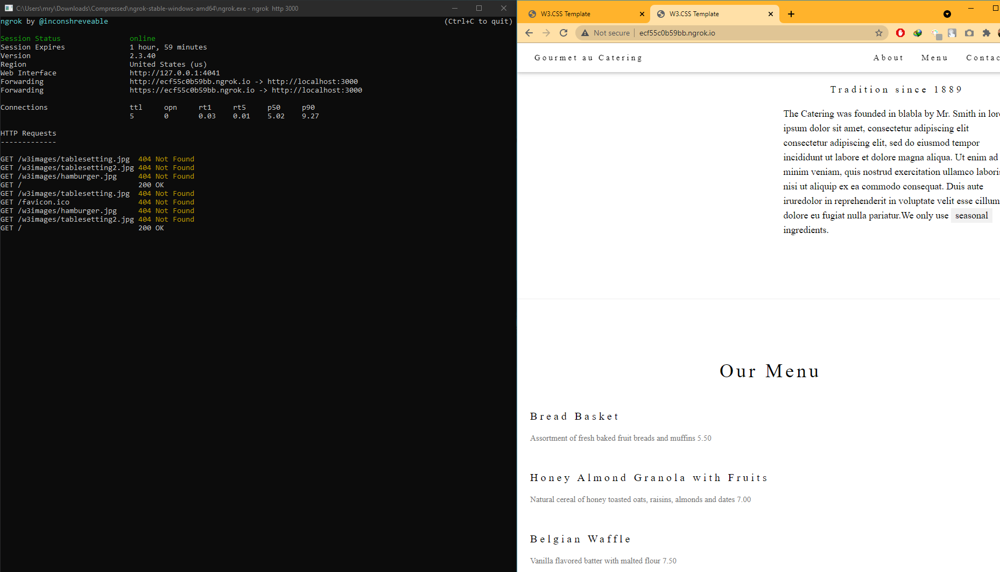 C:\Users\mry\Downloads\Compressed\ngrok-stable-windows-amd64\ngrok.exe - ngrok  http 3000
ngrok by @inconshreveable (Ctrl+C to quit)
Session Status online
Session Expires 1 hour, 59 minutes
Version 2.3.40
Region United States (us)
Web Interface http://127.0.0.1:4041
Forwarding http://ecf55c0b59bb.ngrok.io -> http://localhost:3000
Forwarding https://ecf55c0b59bb.ngrok.io -> http://localhost:3000
Connections ttl opn rt1 rt5 p50 p90
5 0 0.03 0.01 5.02 9.27
HTTP Requests
-------------
GET /w3images/tablesetting.jpg 404 Not Found
GET /w3images/tablesetting2.jpg 404 Not Found
GET /w3images/hamburger.jpg 404 Not Found
GET / 200 OK
GET /w3images/tablesetting.jpg 404 Not Found
GET /favicon.ico 404 Not Found
GET /w3images/hamburger.jpg 404 Not Found
GET /w3images/tablesetting2.jpg 404 Not Found
GET / 200 OK
W3.CSS Template
W3.CSS Template
Not secure | ecf55c0b59bb.ngrok.io
Gourmet au Catering
About Menu Contac
Tradition since 1889
The Catering was founded in blabla by Mr. Smith in lor
ipsum dolor sit amet, consectetur adipiscing elit
consectetur adipiscing elit, sed do eiusmod tempor
incididunt ut labore et dolore magna aliqua. Ut enim ad
minim veniam, quis nostrud exercitation ullamco labori
nisi ut aliquip ex ea commodo consequat. Duis aute
iruredolor in reprehenderit in voluptate velit esse cillum
dolore eu fugiat nulla pariatur.We only use seasonal
ingredients.
Our Menu
Bread Basket
Assortment of fresh baked fruit breads and muffins 5.50
Honey Almond Granola with Fruits
Natural cereal of honey toasted oats, raisins, almonds and dates 7.00
Belgian Waffle
Vanilla flavored batter with malted flour 7.50